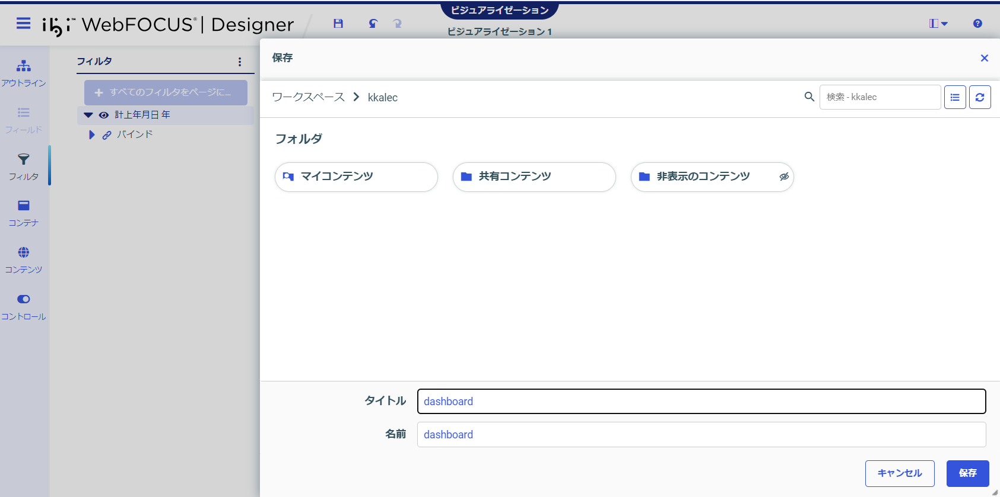 ビジュアライゼーション
ibi™ WebFOCUS® | Designer
ビジュアライゼーション 1
アウトライン
フィールド
フィルタ
コンテナ
コンテンツ
コントロール
フィルタ
すべてのフィルタをページに...
計上年月日 年
バインド
保存
ワークスペース kkalec
検索 - kkalec
フォルダ
マイコンテンツ
共有コンテンツ
非表示のコンテンツ
タイトル dashboard
名前 dashboard
キャンセル 保存